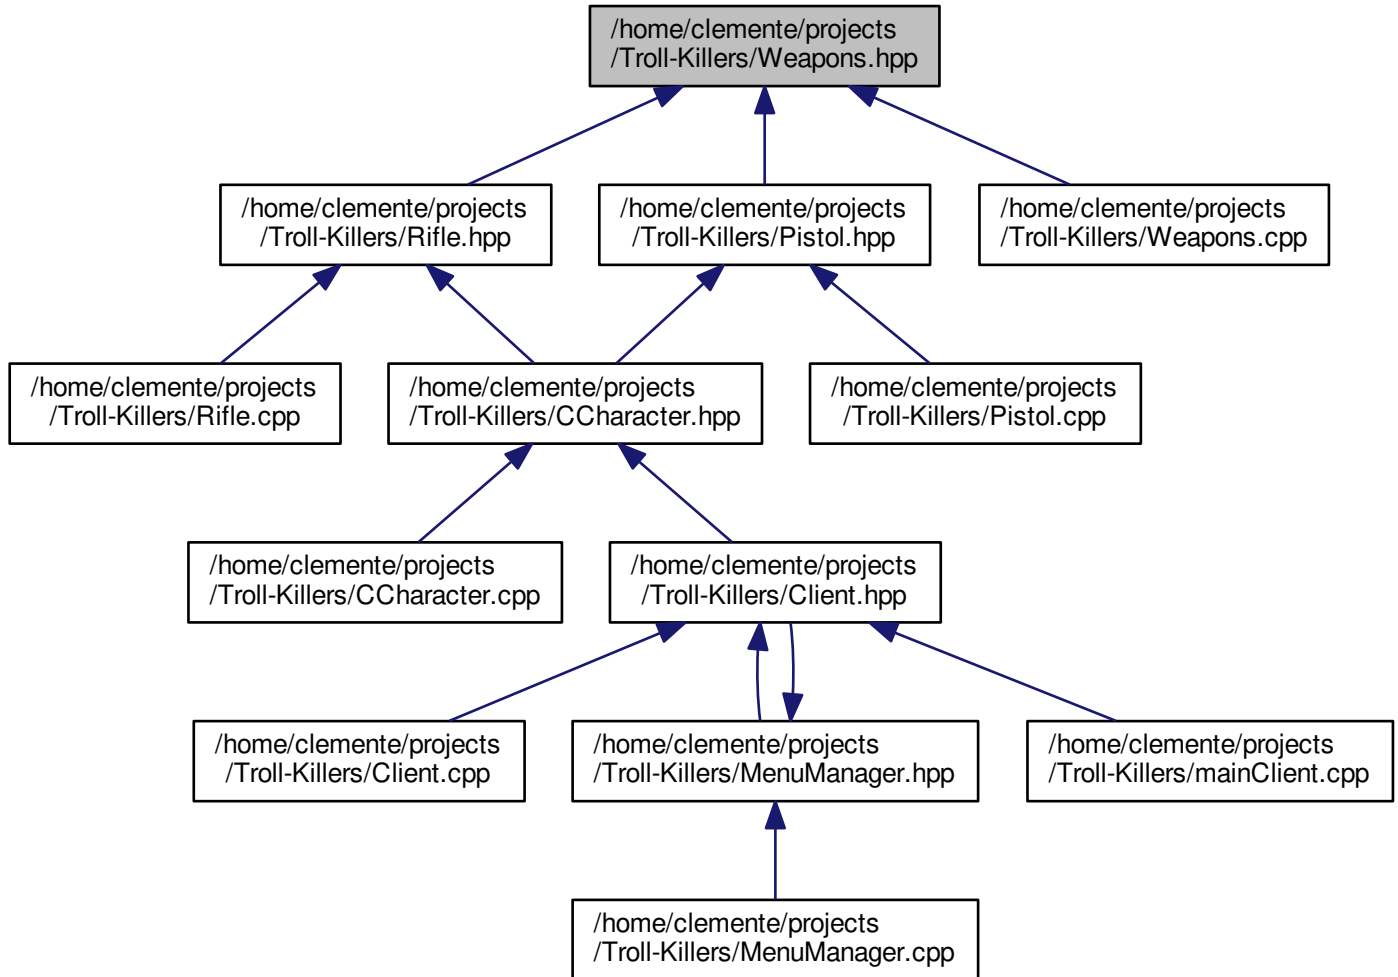 /home/clemente/projects
/Troll-Killers/Weapons.hpp
/home/clemente/projects
/Troll-Killers/Rifle.hpp
/home/clemente/projects
/Troll-Killers/Pistol.hpp
/home/clemente/projects
/Troll-Killers/Weapons.cpp
/home/clemente/projects
/Troll-Killers/Rifle.cpp
/home/clemente/projects
/Troll-Killers/CCharacter.hpp
/home/clemente/projects
/Troll-Killers/Pistol.cpp
/home/clemente/projects
/Troll-Killers/CCharacter.cpp
/home/clemente/projects
/Troll-Killers/Client.hpp
/home/clemente/projects
/Troll-Killers/Client.cpp
/home/clemente/projects
/Troll-Killers/MenuManager.hpp
/home/clemente/projects
/Troll-Killers/mainClient.cpp
/home/clemente/projects
/Troll-Killers/MenuManager.cpp